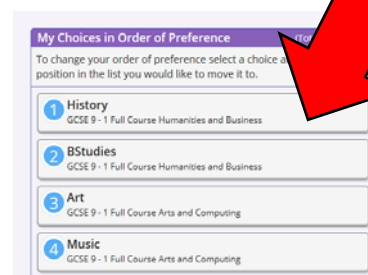 My Choices in Order of Preference
To change your order of preference select a choice
position in the list you would like to move it to.
1 History
GCSE 9 - 1 Full Course Humanities and Business
2 BStudies
GCSE 9 - 1 Full Course Humanities and Business
3 Art
GCSE 9 - 1 Full Course Arts and Computing
4 Music
GCSE 9 - 1 Full Course Arts and Computing